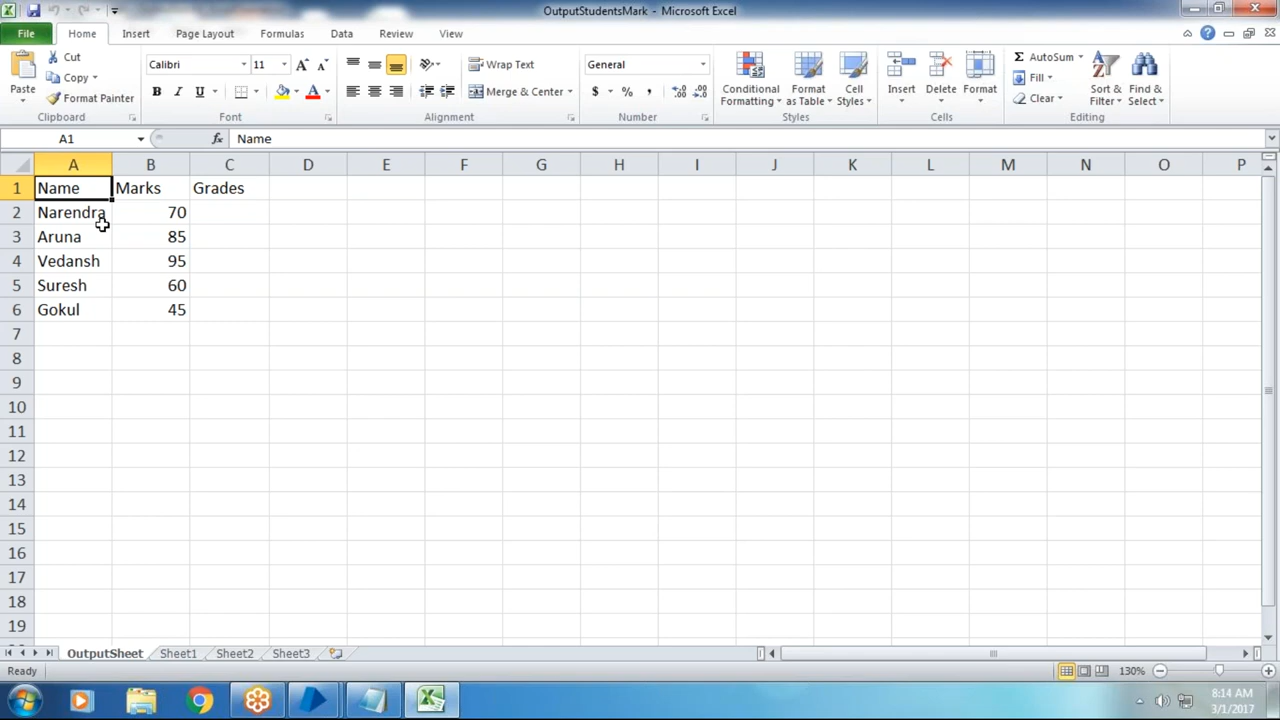 OutputStudentsMark - Microsoft Excel
File Home Insert Page Layout Formulas Data Review View
Paste Cut Copy Format Painter
Calibri 11
B I U A A A
Wrap Text
Merge & Center
General
$ % ,
Conditional Formatting Format as Table Cell Styles
Insert Delete Format
Σ AutoSum
Fill
Clear
Sort & Filter Find & Select
Clipboard Font Alignment Number Styles Cells Editing
A1 fx Name
A B C D E F G H I J K L M N O P
1 Name Marks Grades
2 Narendra 70
3 Aruna 85
4 Vedansh 95
5 Suresh 60
6 Gokul 45
7
8
9
10
11
12
13
14
15
16
17
18
19
OutputSheet Sheet1 Sheet2 Sheet3
Ready 130%
8:14 AM
3/1/2017